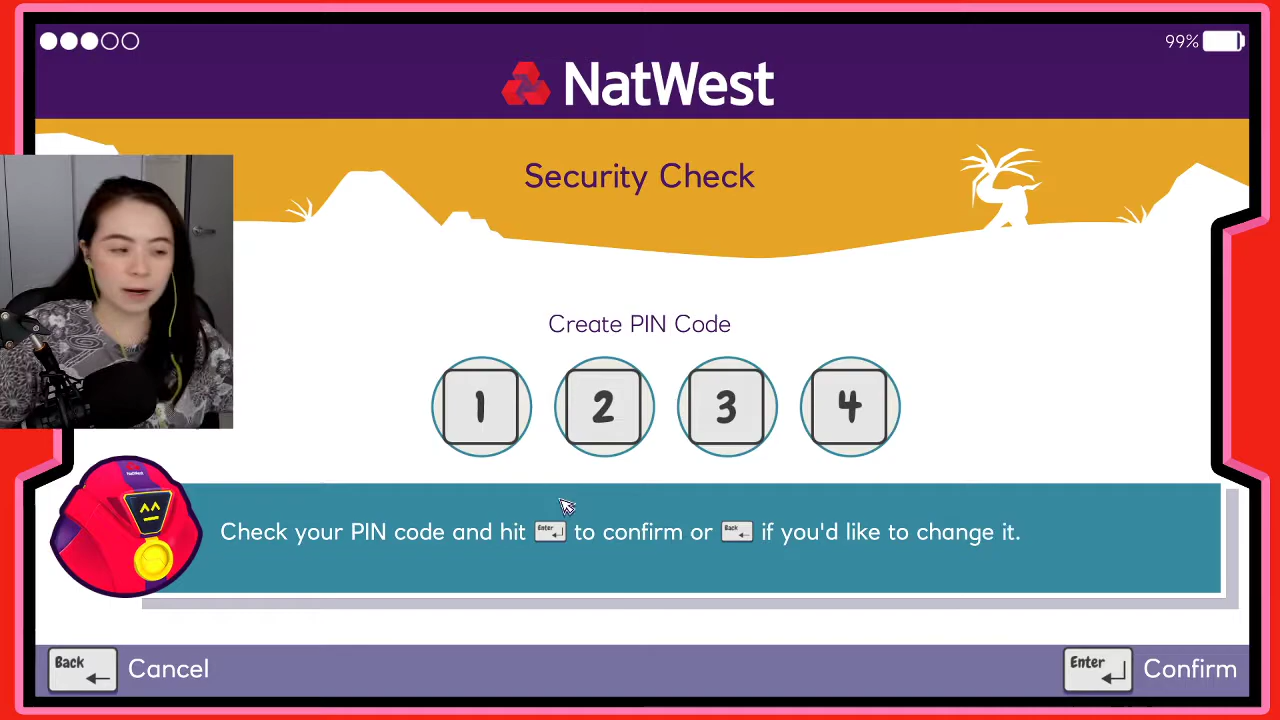 99%
NatWest
Security Check
Create PIN Code
1 2 3 4
NatWest
Check your PIN code and hit Enter to confirm or Back if you'd like to change it.
Back Cancel
Enter Confirm